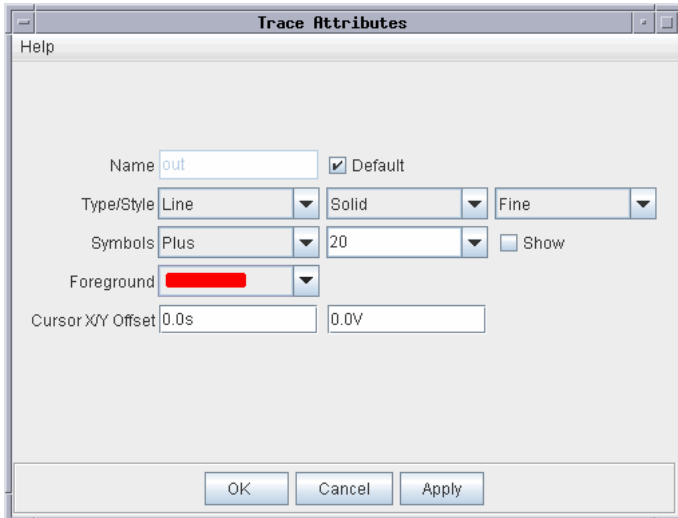 Trace Attributes
Help
Name out Default
Type/Style Line Solid Fine
Symbols Plus 20 Show
Foreground
Cursor X/Y Offset 0.0s 0.0V
OK Cancel Apply